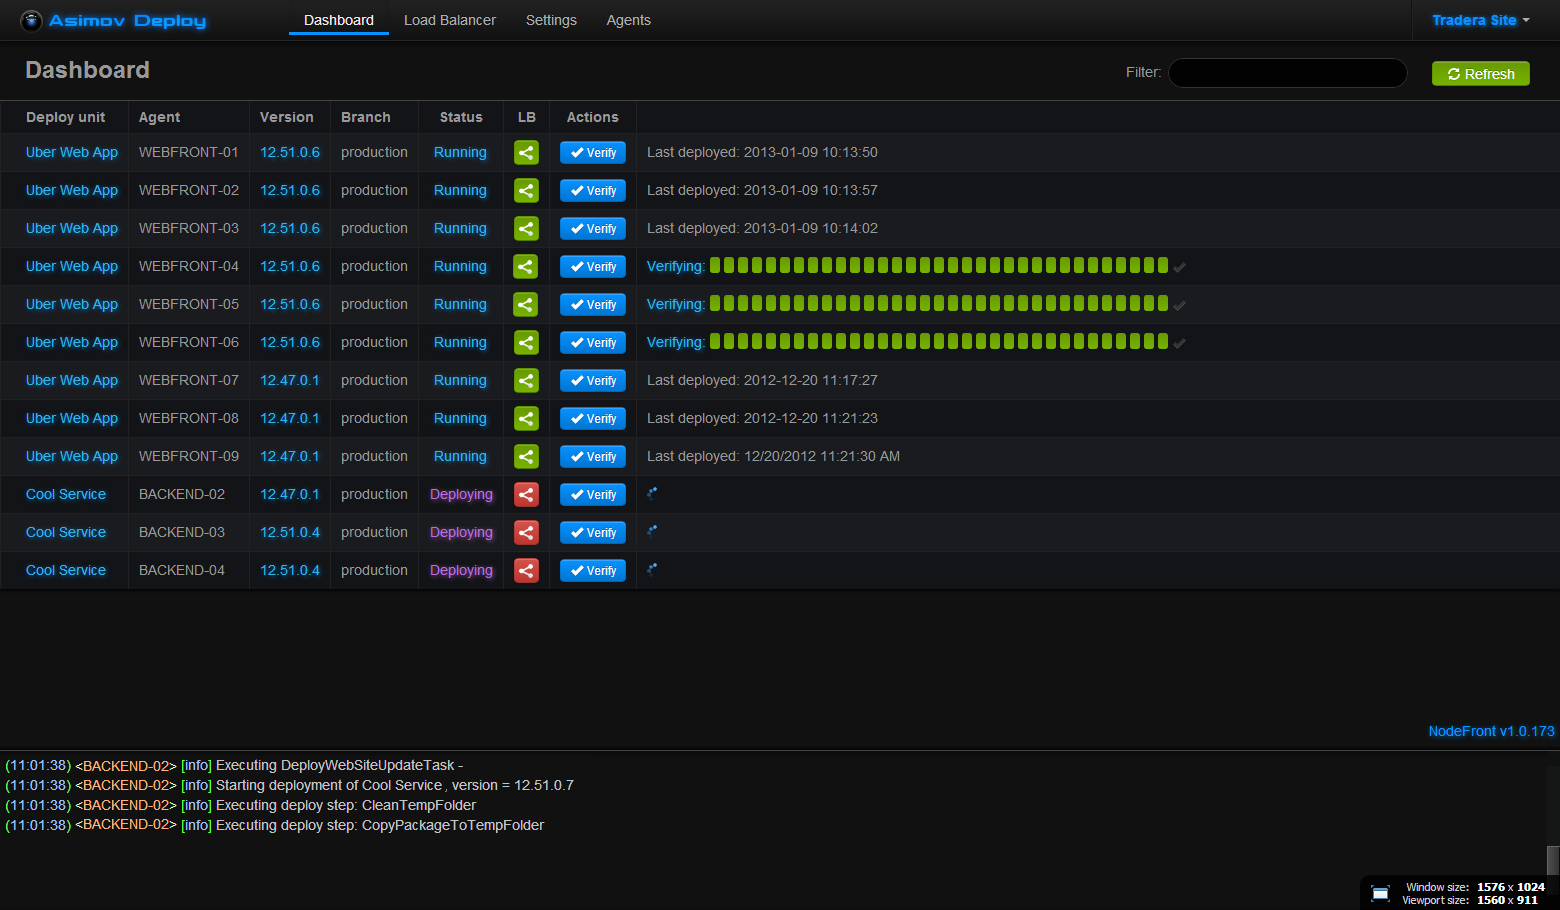 Asimov Deploy Dashboard Load Balancer Settings Agents Tradera Site
Dashboard Filter: Refresh
Deploy unit Agent Version Branch Status LB Actions
Uber Web App WEBFRONT-01 12.51.0.6 production Running Verify Last deployed: 2013-01-09 10:13:50
Uber Web App WEBFRONT-02 12.51.0.6 production Running Verify Last deployed: 2013-01-09 10:13:57
Uber Web App WEBFRONT-03 12.51.0.6 production Running Verify Last deployed: 2013-01-09 10:14:02
Uber Web App WEBFRONT-04 12.51.0.6 production Running Verify Verifying:
Uber Web App WEBFRONT-05 12.51.0.6 production Running Verify Verifying:
Uber Web App WEBFRONT-06 12.51.0.6 production Running Verify Verifying:
Uber Web App WEBFRONT-07 12.47.0.1 production Running Verify Last deployed: 2012-12-20 11:17:27
Uber Web App WEBFRONT-08 12.47.0.1 production Running Verify Last deployed: 2012-12-20 11:21:23
Uber Web App WEBFRONT-09 12.47.0.1 production Running Verify Last deployed: 12/20/2012 11:21:30 AM
Cool Service BACKEND-02 12.47.0.1 production Deploying Verify
Cool Service BACKEND-03 12.51.0.4 production Deploying Verify
Cool Service BACKEND-04 12.51.0.4 production Deploying Verify
NodeFront v1.0.173
(11:01:38) <BACKEND-02> [info] Executing DeployWebSiteUpdateTask -
(11:01:38) <BACKEND-02> [info] Starting deployment of Cool Service, version = 12.51.0.7
(11:01:38) <BACKEND-02> [info] Executing deploy step: CleanTempFolder
(11:01:38) <BACKEND-02> [info] Executing deploy step: CopyPackageToTempFolder
Window size: 1576 x 1024
Viewport size: 1560 x 911